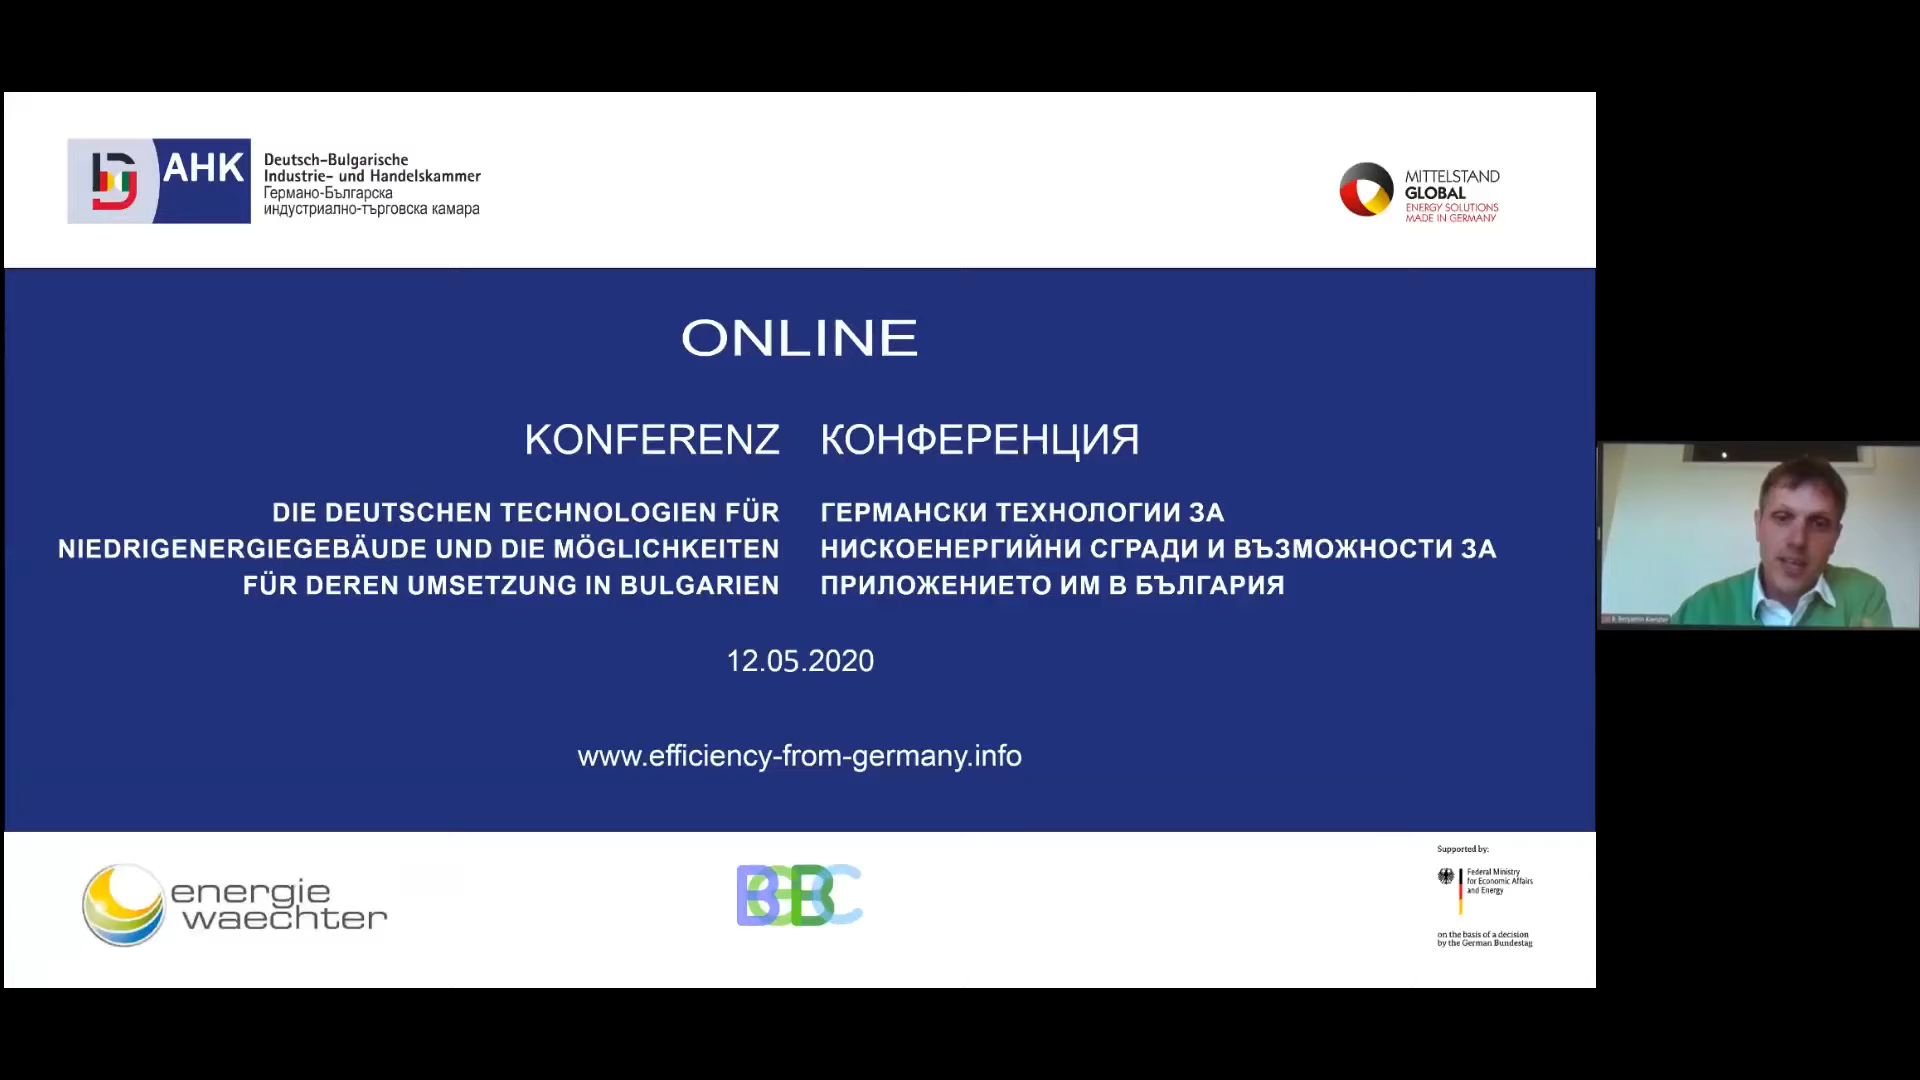 AHK
Deutsch-Bulgarische
Industrie- und Handelskammer
Германо-Българска
индустриално-търговска камара
MITTELSTAND
GLOBAL
ENERGY SOLUTIONS
MADE IN GERMANY
ONLINE
KONFERENZ
DIE DEUTSCHEN TECHNOLOGIEN FÜR
NIEDRIGENERGIEGEBÄUDE UND DIE MÖGLICHKEITEN
FÜR DEREN UMSETZUNG IN BULGARIEN
КОНФЕРЕНЦИЯ
ГЕРМАНСКИ ТЕХНОЛОГИИ ЗА
НИСКОЕНЕРГИЙНИ СГРАДИ И ВЪЗМОЖНОСТИ ЗА
ПРИЛОЖЕНИЕТО ИМ В БЪЛГАРИЯ
12.05.2020
www.efficiency-from-germany.info
energie
waechter
BGBC
Supported by:
Federal Ministry
for Economic Affairs
and Energy
on the basis of a decision
by the German Bundestag